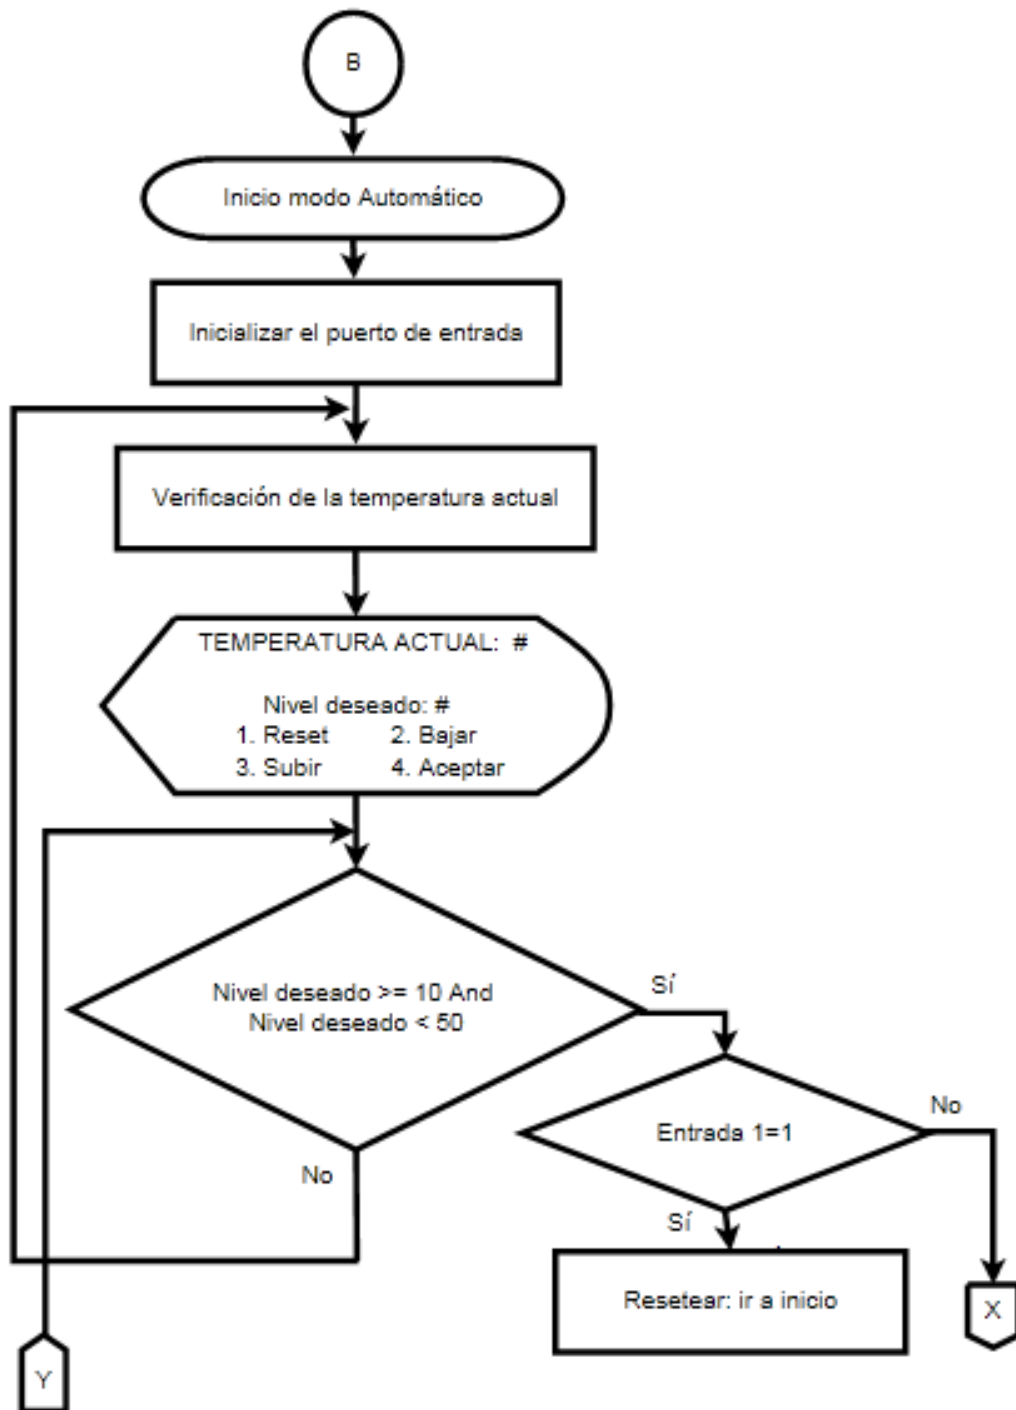 B
Inicio modo Automático
Inicializar el puerto de entrada
Verificación de la temperatura actual
TEMPERATURA ACTUAL: #
Nivel deseado: #
1. Reset 2. Bajar
3. Subir 4. Aceptar
Nivel deseado >= 10 And
Nivel deseado < 50
Sí
No
Entrada 1=1
No
Sí
Resetear: ir a inicio
X
Y